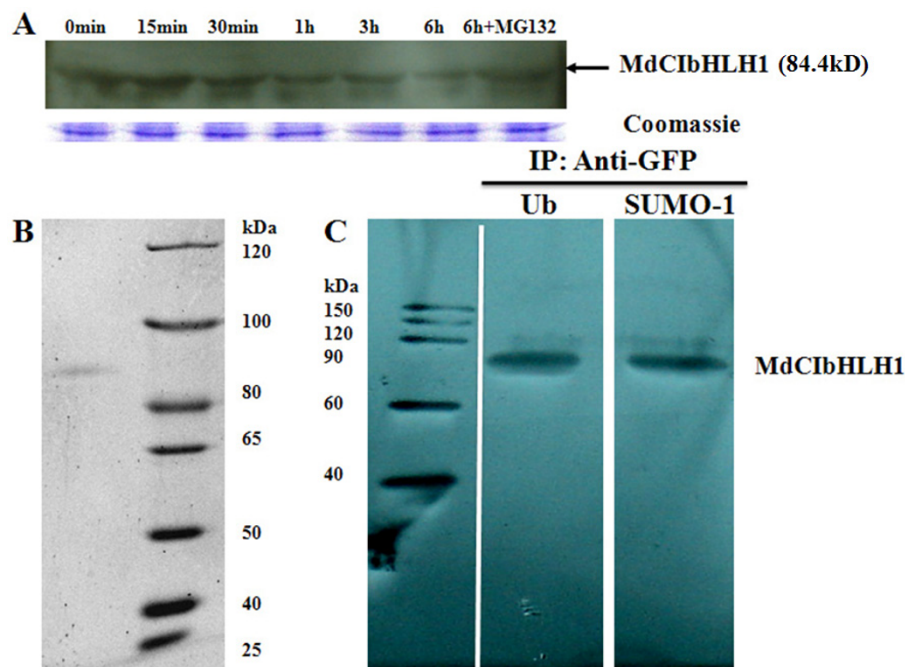 A
0min 15min 30min 1h 3h 6h 6h+MG132
MdCIbHLH1 (84.4kD)
Coomassie
IP: Anti-GFP
Ub SUMO-1
B
kDa
120
100
80
65
50
40
25
C
kDa
150
120
90
60
40
MdCIbHLH1